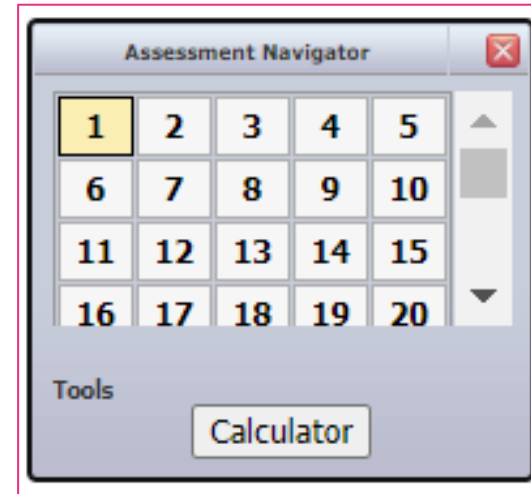 Assessment Navigator
1 2 3 4 5
6 7 8 9 10
11 12 13 14 15
16 17 18 19 20
Tools
Calculator